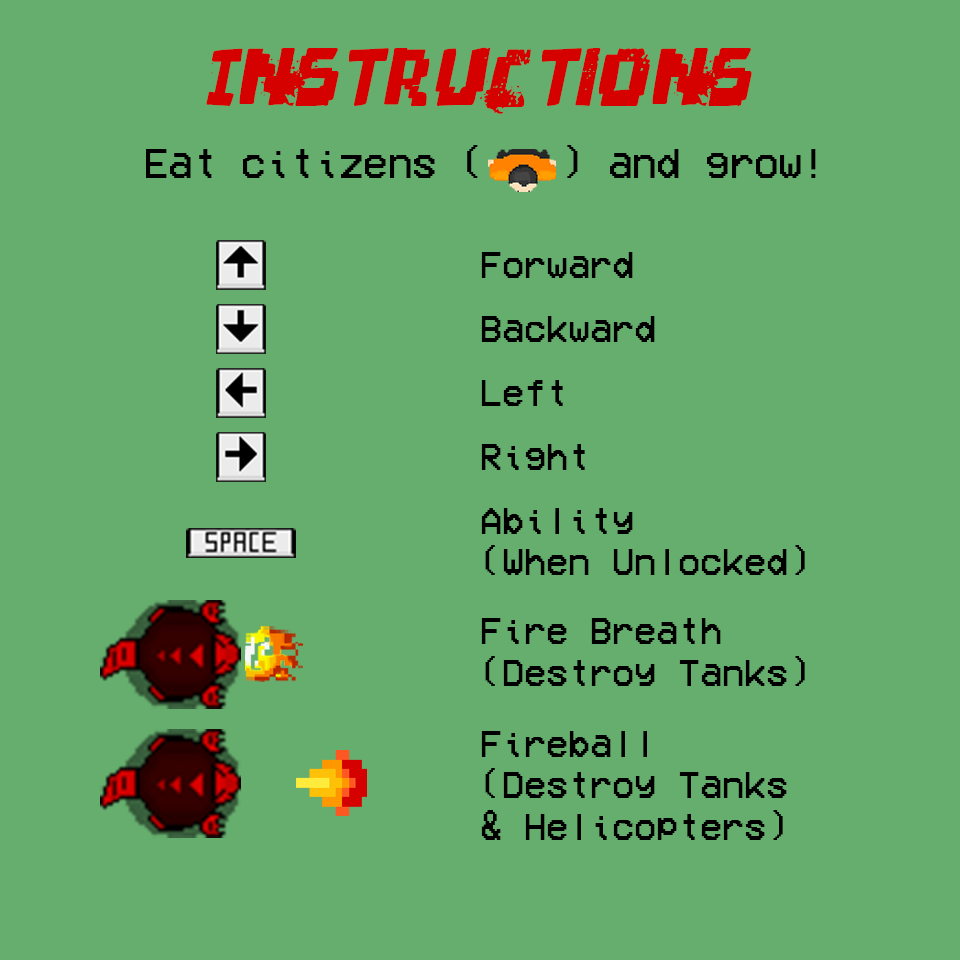 INSTRUCTIONS
Eat citizens ( ) and grow!
Forward
Backward
Left
Right
SPACE
Ability
(When Unlocked)
Fire Breath
(Destroy Tanks)
Fireball
(Destroy Tanks
& Helicopters)